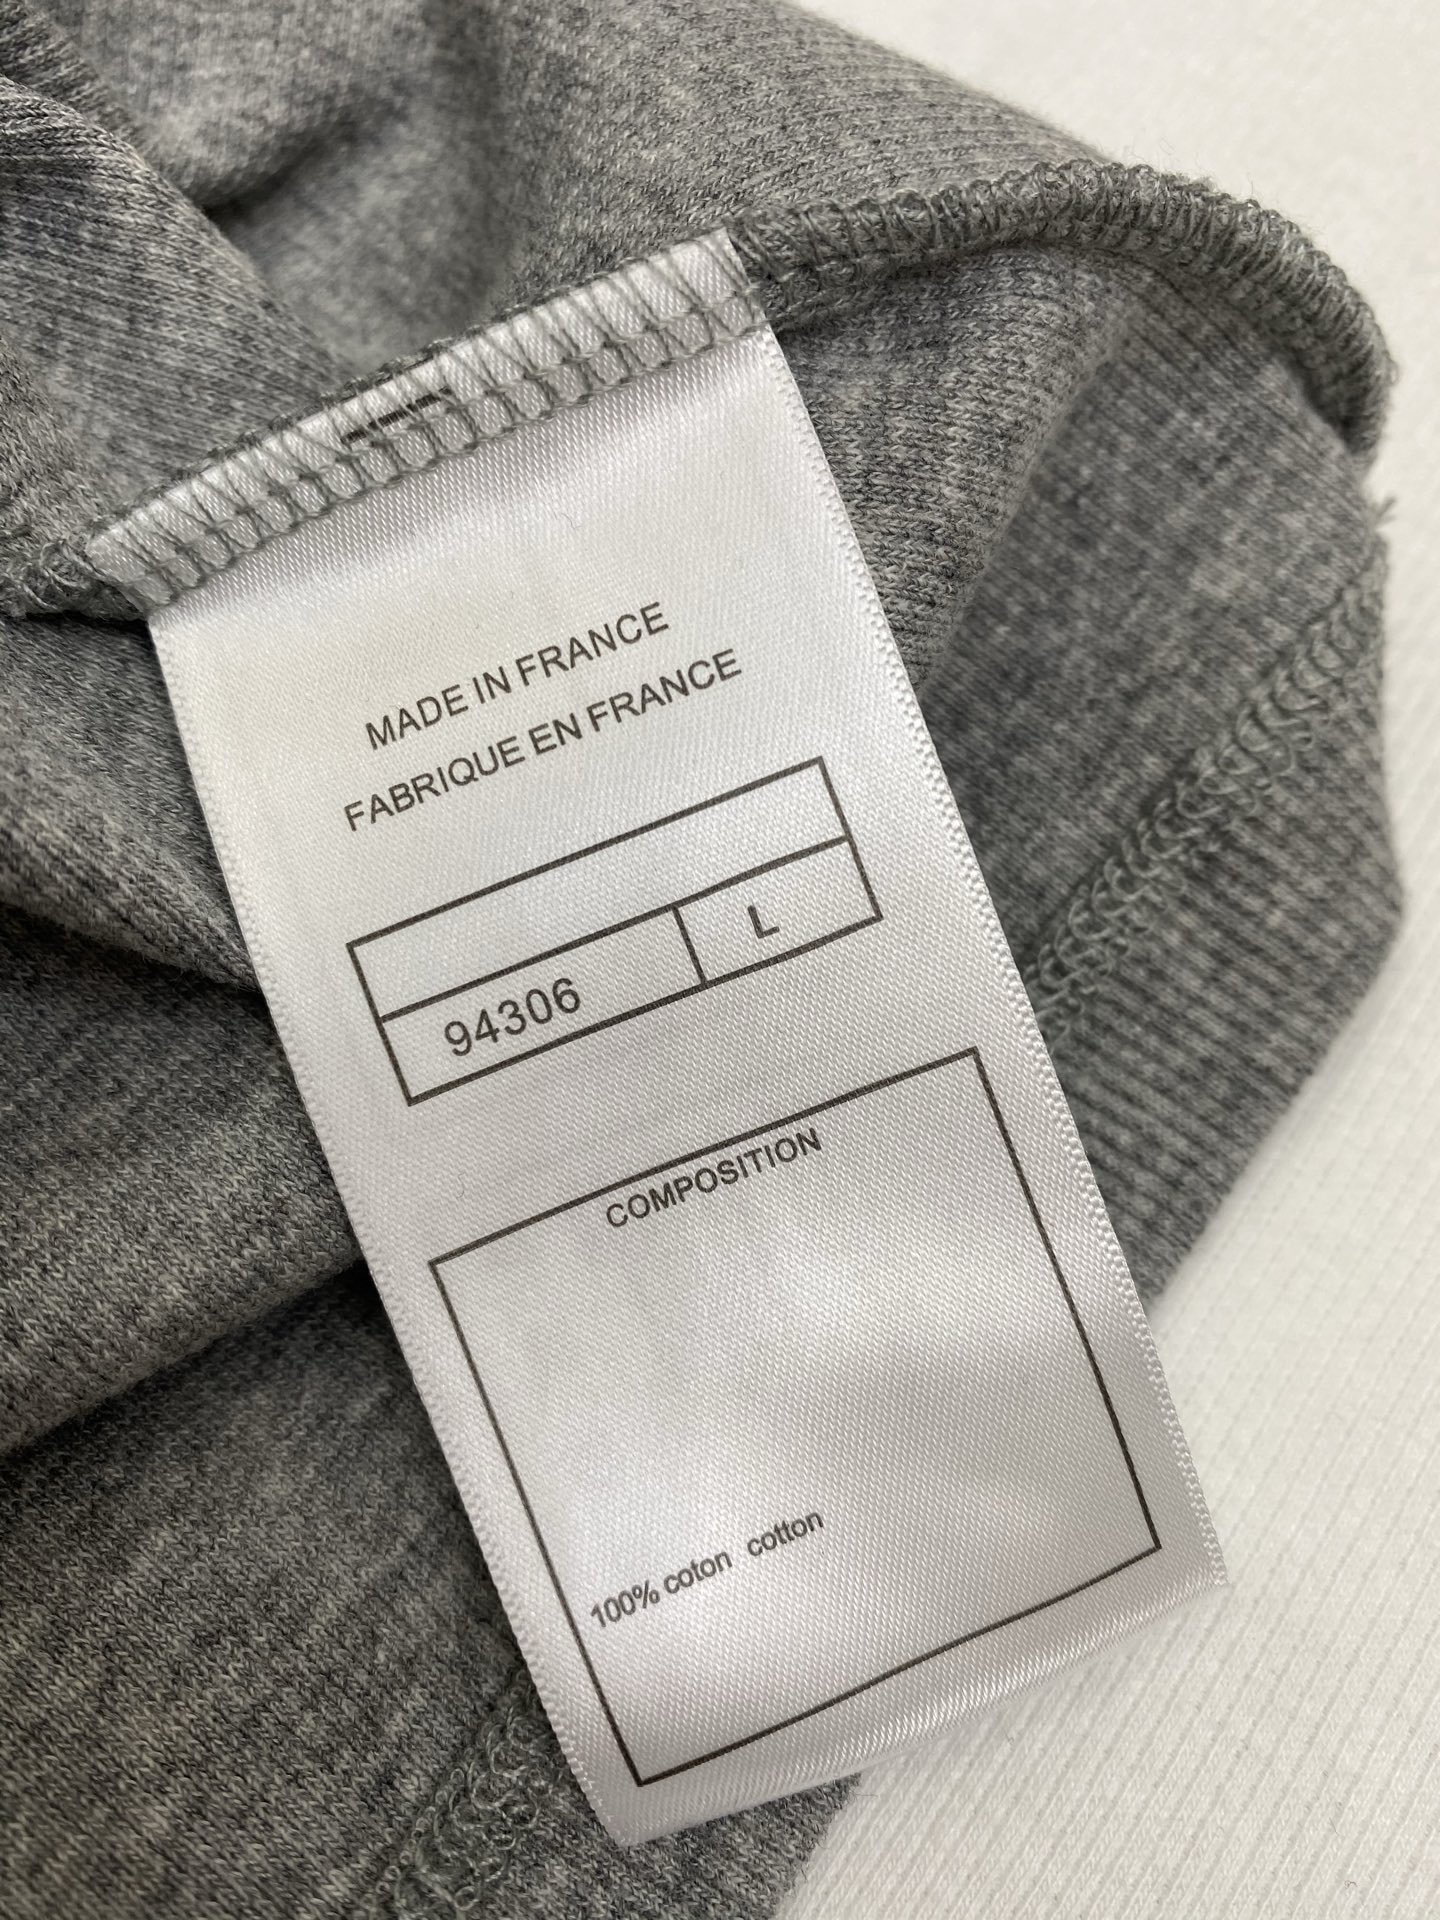 MADE IN FRANCE
FABRIQUE EN FRANCE
94306 L
COMPOSITION
100% coton cotton